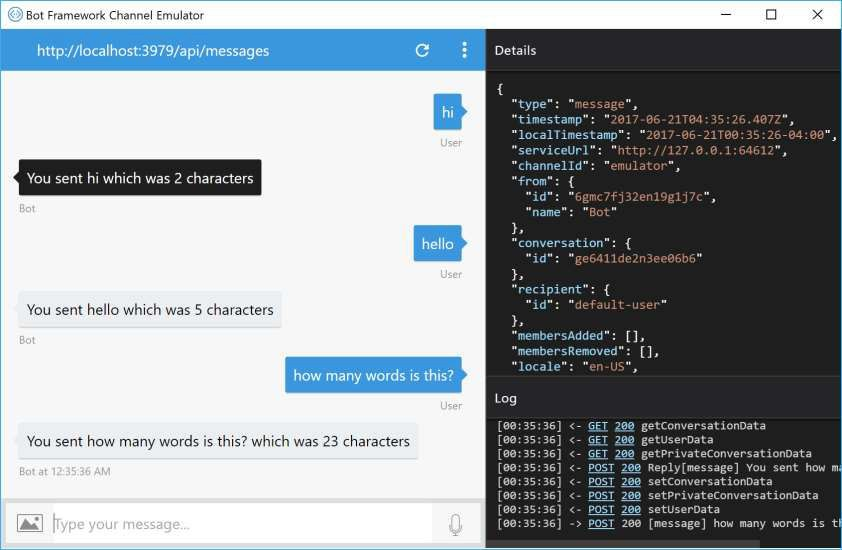 Bot Framework Channel Emulator
http://localhost:3979/api/messages
hi
User
You sent hi which was 2 characters
Bot
hello
User
You sent hello which was 5 characters
Bot
how many words is this?
User
You sent how many words is this? which was 23 characters
Bot at 12:35:36 AM
Type your message...
Details
{
"type": "message",
"timestamp": "2017-06-21T04:35:26.407Z",
"localTimestamp": "2017-06-21T00:35:26-04:00",
"serviceUrl": "http://127.0.0.1:64612",
"channelId": "emulator",
"from": {
"id": "6gmc7fj32en19g1j7c",
"name": "Bot"
},
"conversation": {
"id": "ge6411de2n3ee06b6"
},
"recipient": {
"id": "default-user"
},
"membersAdded": [],
"membersRemoved": [],
"locale": "en-US",
Log
[00:35:36] <- GET 200 getConversationData
[00:35:36] <- GET 200 getUserData
[00:35:36] <- GET 200 getPrivateConversationData
[00:35:36] <- POST 200 Reply[message] You sent how ma
[00:35:36] <- POST 200 setConversationData
[00:35:36] <- POST 200 setPrivateConversationData
[00:35:36] <- POST 200 setUserData
[00:35:36] -> POST 200 [message] how many words is th